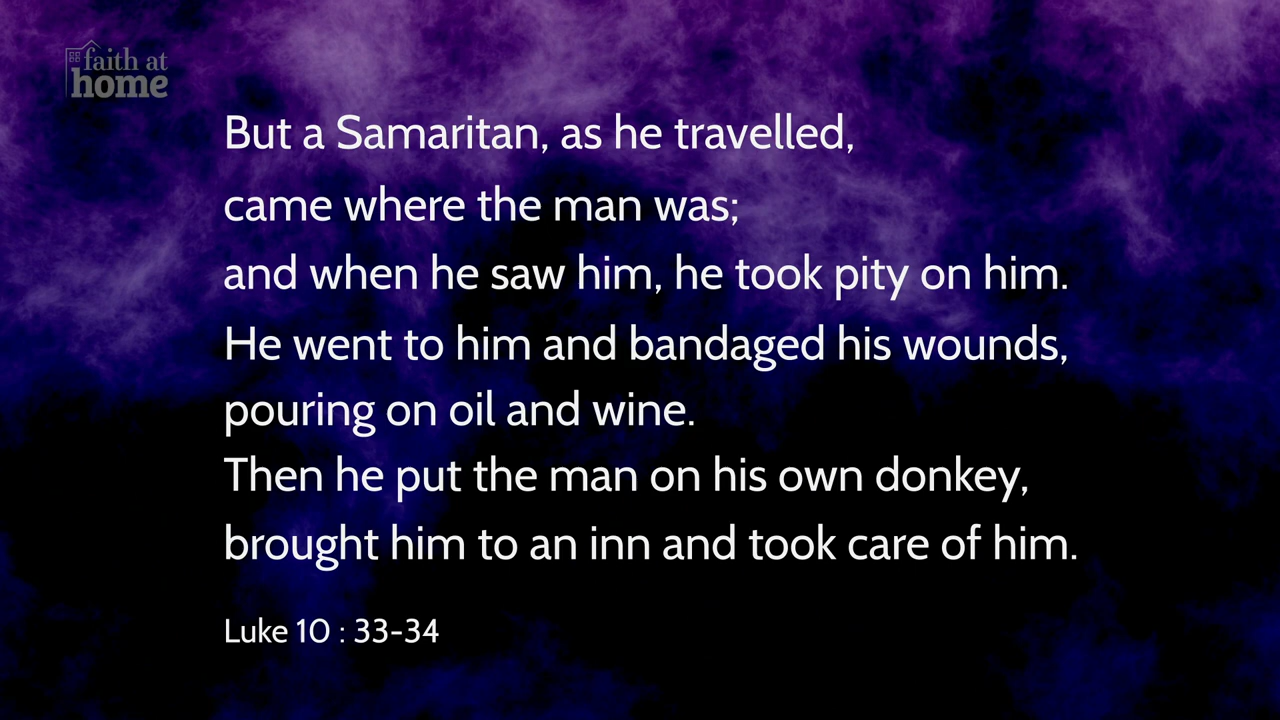 faith at
home
But a Samaritan, as he travelled,
came where the man was;
and when he saw him, he took pity on him.
He went to him and bandaged his wounds,
pouring on oil and wine.
Then he put the man on his own donkey,
brought him to an inn and took care of him.
Luke 10 : 33-34